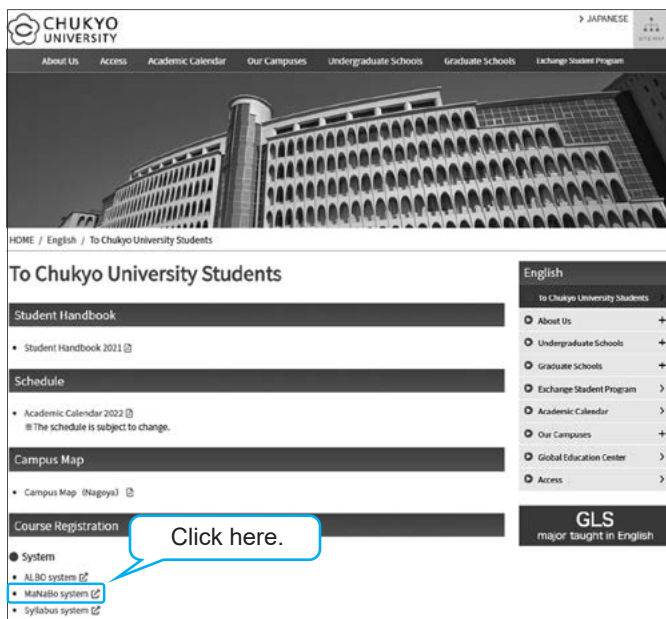 CHUKYO
UNIVERSITY
> JAPANESE
SITE MAP
About Us Access Academic Calendar Our Campuses Undergraduate Schools Graduate Schools Exchange Student Program
HOME / English / To Chukyo University Students
To Chukyo University Students
Student Handbook
• Student Handbook 2021
Schedule
• Academic Calendar 2022
※The schedule is subject to change.
Campus Map
• Campus Map (Nagoya)
Course Registration
Click here.
● System
• ALBO system
• MaNaBo system
• Syllabus system
English
To Chukyo University Students >
About Us +
Undergraduate Schools +
Graduate Schools +
Exchange Student Program >
Academic Calendar >
Our Campuses +
Global Education Center >
Access >
GLS
major taught in English